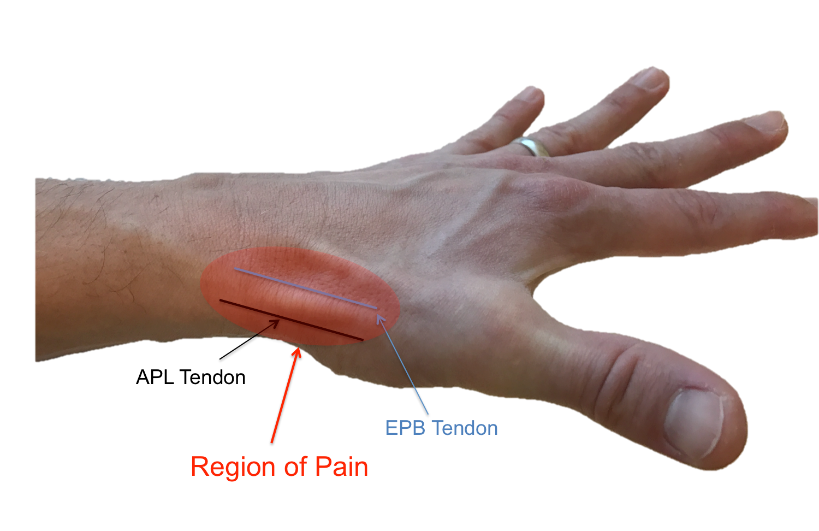 APL Tendon
EPB Tendon
Region of Pain